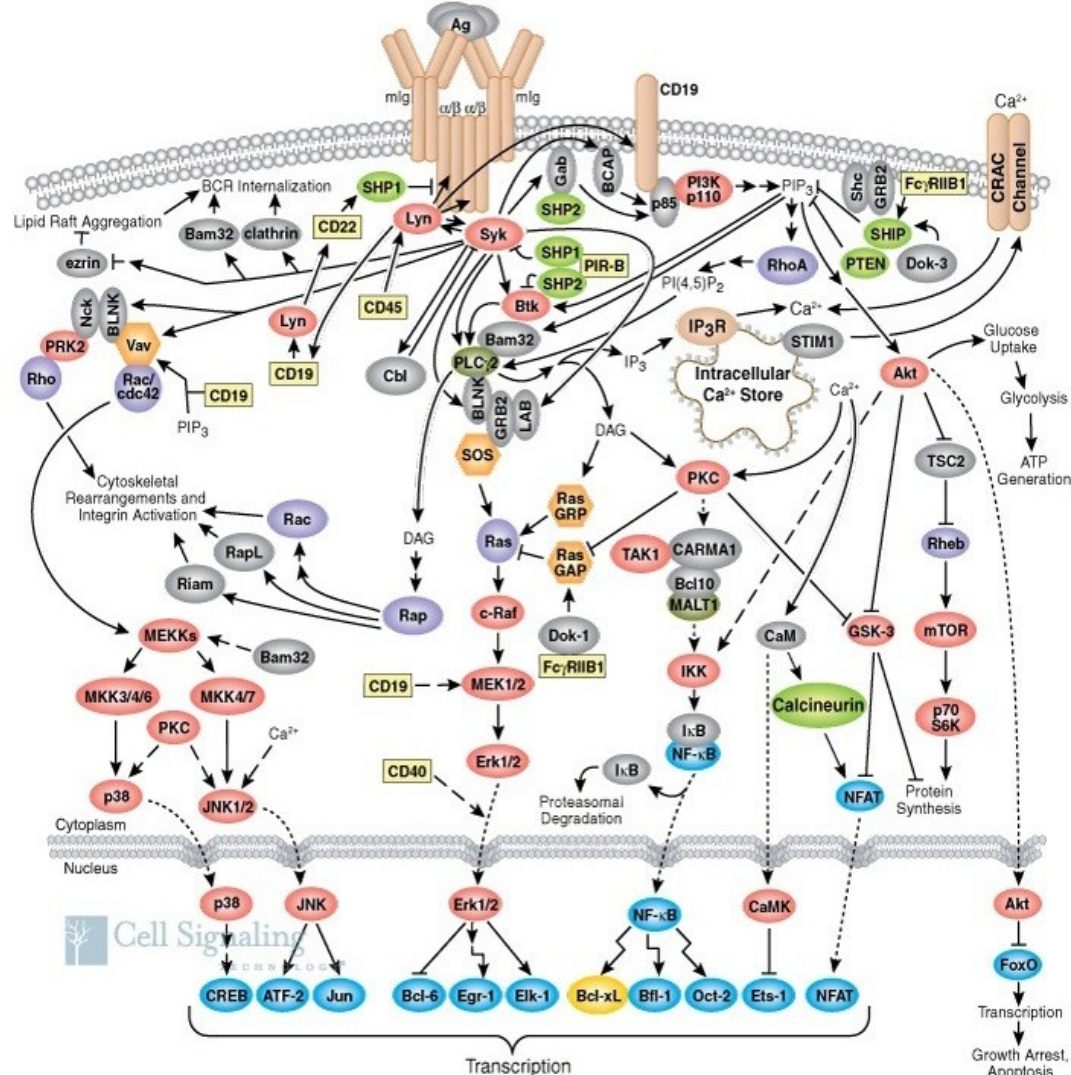 Ag
CD19
mIg
α/β α/β
mIg
Ca²⁺
CRAC
Channel
BCR Internalization
SHP1
Gab
BCAP
PI3K
p110
p85
PIP₃
Shc
GRB2
FcγRIIB1
Lipid Raft Aggregation
Bam32
clathrin
CD22
Lyn
Syk
SHP2
SHIP
ezrin
SHP1
PIR-B
SHP2
RhoA
PTEN
Dok-3
PI(4,5)P₂
Nck
BLNK
Lyn
CD45
Btk
IP₃R
Ca²⁺
STIM1
PRK2
Vav
Bam32
Glucose
Uptake
Rho
Rac/
cdc42
CD19
Cbl
PLCγ2
IP₃
Intracellular
Ca²⁺ Store
Akt
CD19
PIP₃
BLNK
GRB2
LAB
Ca²⁺
Glycolysis
DAG
SOS
TSC2
ATP
Generation
Cytoskeletal
Rearrangements and
Integrin Activation
PKC
Rac
Ras
GRP
RapL
DAG
Ras
Ras
GAP
TAK1
CARMA1
Rheb
Riam
Bcl10
MALT1
Rap
c-Raf
MEKKs
Dok-1
CaM
GSK-3
mTOR
Bam32
FcγRIIB1
IKK
MKK3/4/6
MKK4/7
CD19
MEK1/2
Calcineurin
p70
S6K
PKC
IκB
NF-κB
Ca²⁺
Erk1/2
IκB
CD40
p38
JNK1/2
Proteasomal
Degradation
NFAT
Protein
Synthesis
Cytoplasm
Nucleus
p38
JNK
Erk1/2
NF-κB
CaMK
Akt
Cell Signaling
TECHNOLOGY
FoxO
CREB
ATF-2
Jun
Bcl-6
Egr-1
Elk-1
Bcl-xL
Bfl-1
Oct-2
Ets-1
NFAT
Transcription
Transcription
Growth Arrest,
Apoptosis